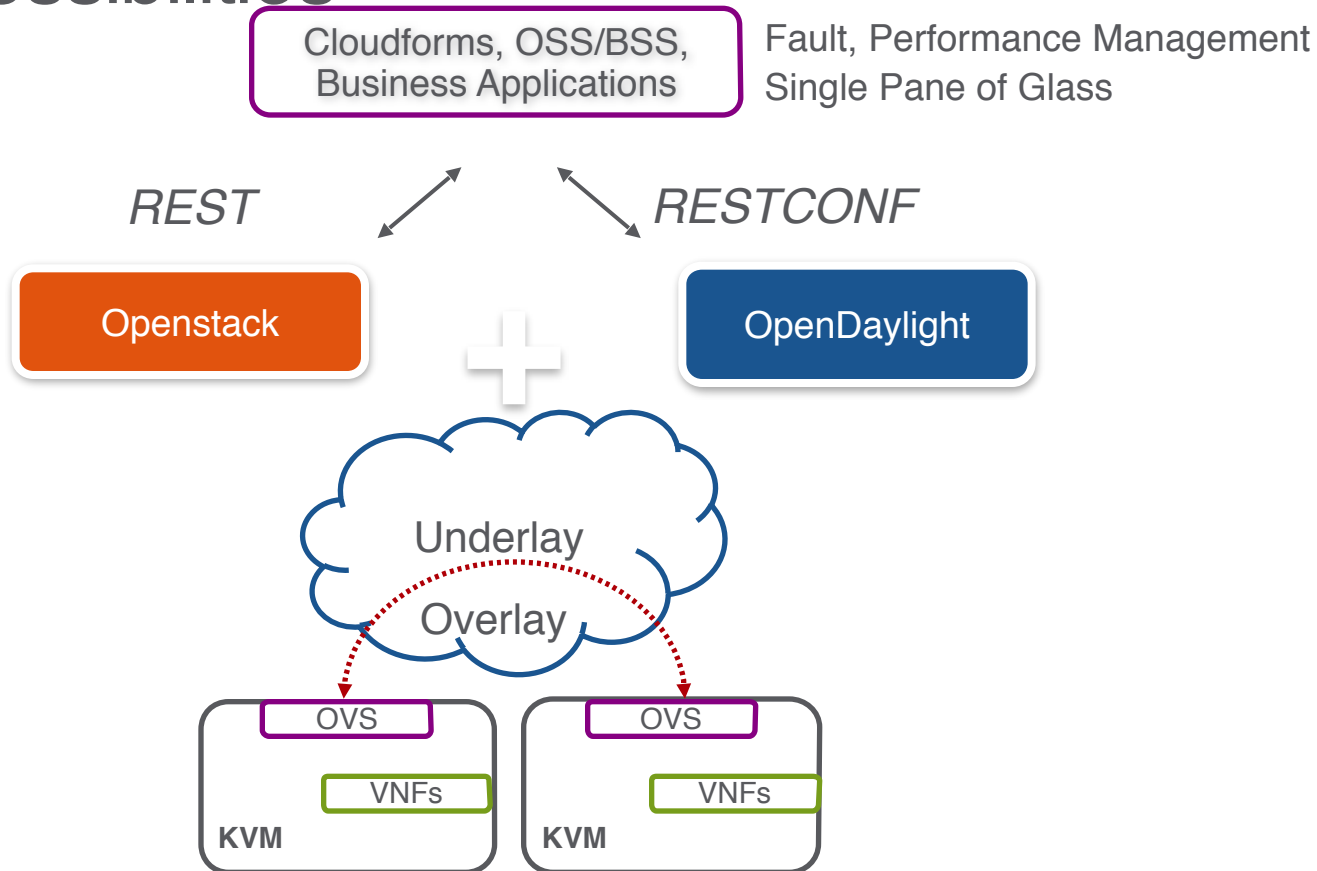 Cloudforms, OSS/BSS,
Business Applications
Fault, Performance Management
Single Pane of Glass
REST
RESTCONF
Openstack
OpenDaylight
Underlay
Overlay
OVS
OVS
VNFs
VNFs
KVM
KVM